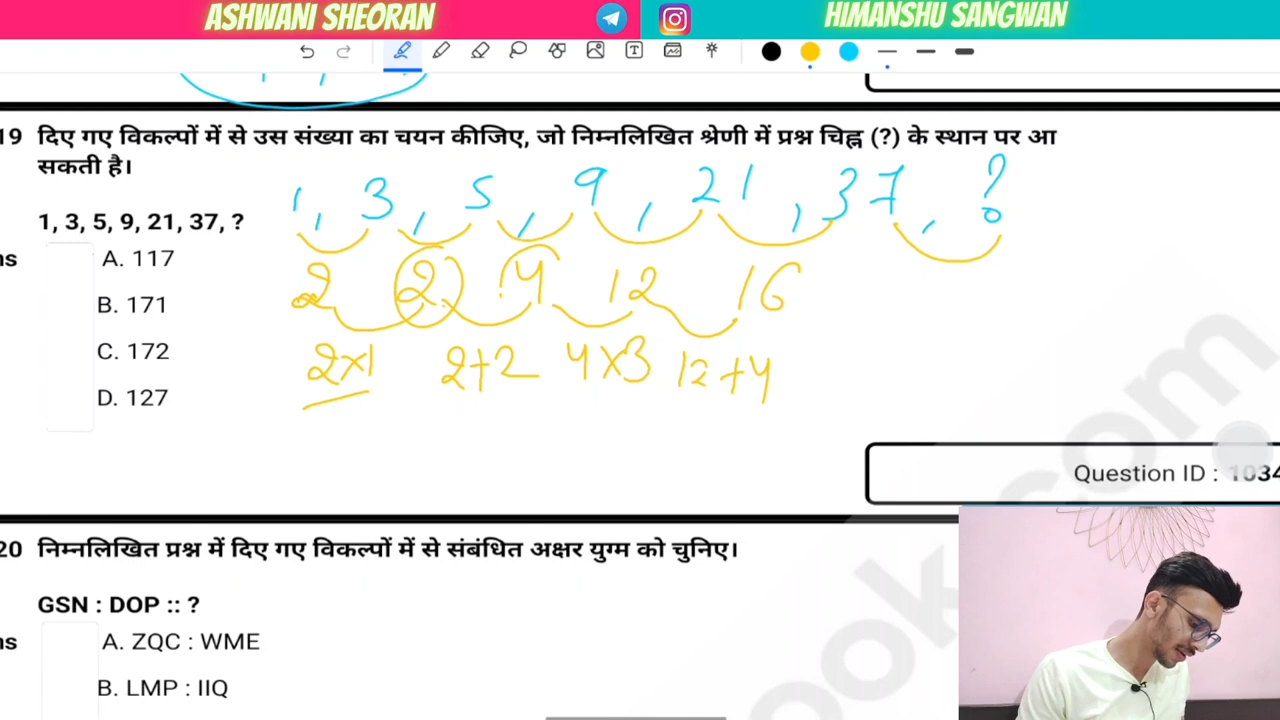 ASHWANI SHEORAN
HIMANSHU SANGWAN
T
19 दिए गए विकल्पों में से उस संख्या का चयन कीजिए, जो निम्नलिखित श्रेणी में प्रश्न चिह्न (?) के स्थान पर आ
सकती है।
1, 3, 5, 9, 21, 37, ?
1, 3, 5, 9, 21, 37, ?
ns
A. 117
B. 171
C. 172
D. 127
2 2 4 12 16
2×1 2+2 4×3 12+4
Question ID : 1034
20 निम्नलिखित प्रश्न में दिए गए विकल्पों में से संबंधित अक्षर युग्म को चुनिए।
GSN : DOP :: ?
ns
A. ZQC : WME
B. LMP : IIQ